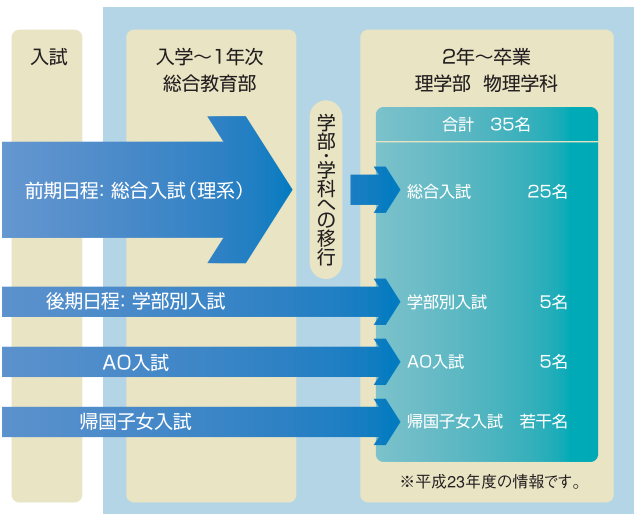 入試
入学～1年次
総合教育部
2年～卒業
理学部 物理学科
学部・学科への移行
合計 35名
前期日程：総合入試（理系）
総合入試 25名
後期日程：学部別入試
学部別入試 5名
AO入試
AO入試 5名
帰国子女入試
帰国子女入試 若干名
※平成23年度の情報です。